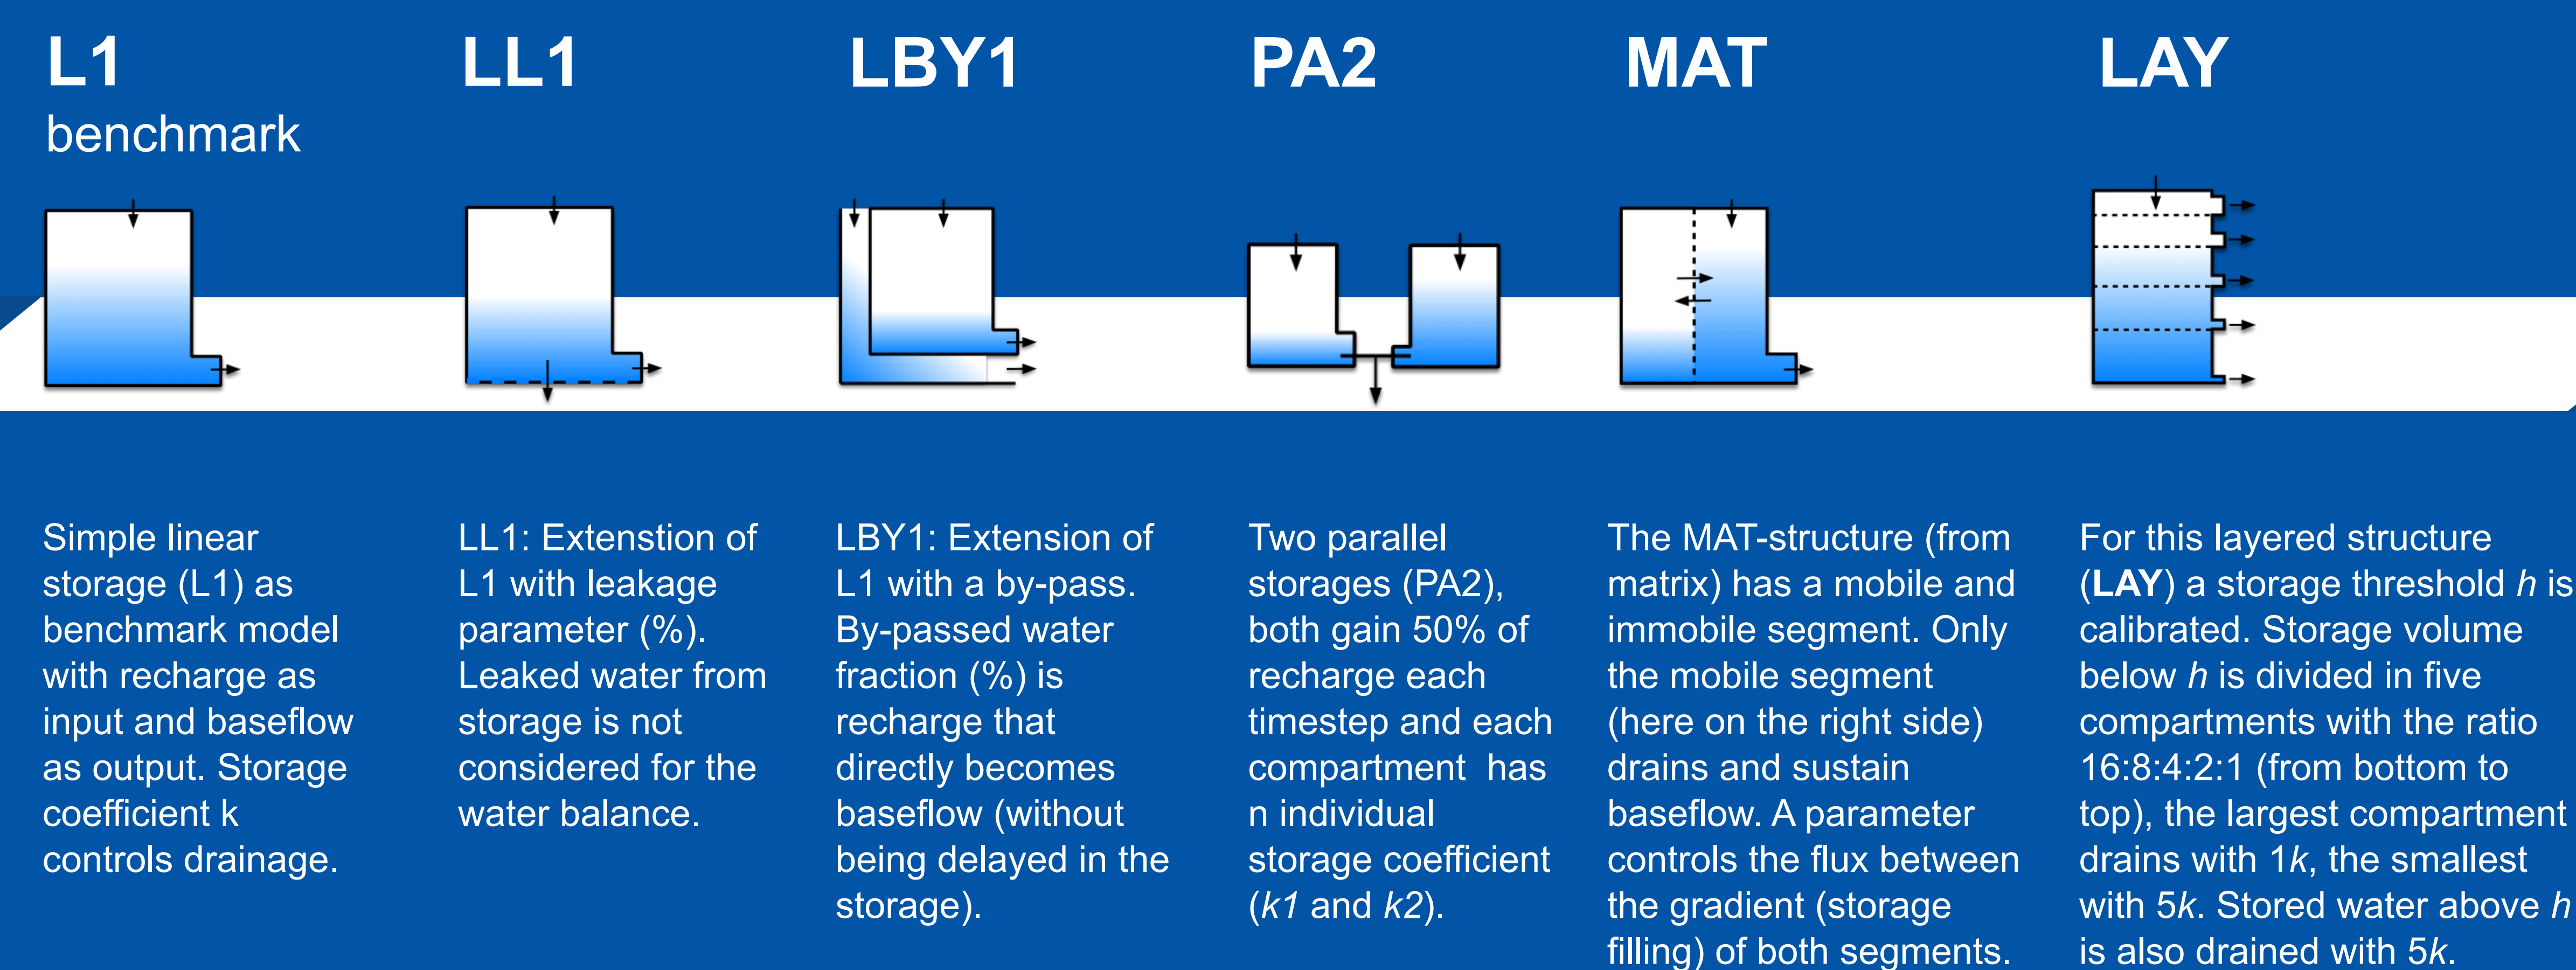 L1
benchmark
LL1
LBY1
PA2
MAT
LAY
Simple linear
storage (L1) as
benchmark model
with recharge as
input and baseflow
as output. Storage
coefficient k
controls drainage.
LL1: Extenstion of
L1 with leakage
parameter (%).
Leaked water from
storage is not
considered for the
water balance.
LBY1: Extension of
L1 with a by-pass.
By-passed water
fraction (%) is
recharge that
directly becomes
baseflow (without
being delayed in the
storage).
Two parallel
storages (PA2),
both gain 50% of
recharge each
timestep and each
compartment  has
n individual
storage coefficient
(k1 and k2).
The MAT-structure (from
matrix) has a mobile and
immobile segment. Only
the mobile segment
(here on the right side)
drains and sustain
baseflow. A parameter
controls the flux between
the gradient (storage
filling) of both segments.
For this layered structure
(LAY) a storage threshold h is
calibrated. Storage volume
below h is divided in five
compartments with the ratio
16:8:4:2:1 (from bottom to
top), the largest compartment
drains with 1k, the smallest
with 5k. Stored water above h
is also drained with 5k.